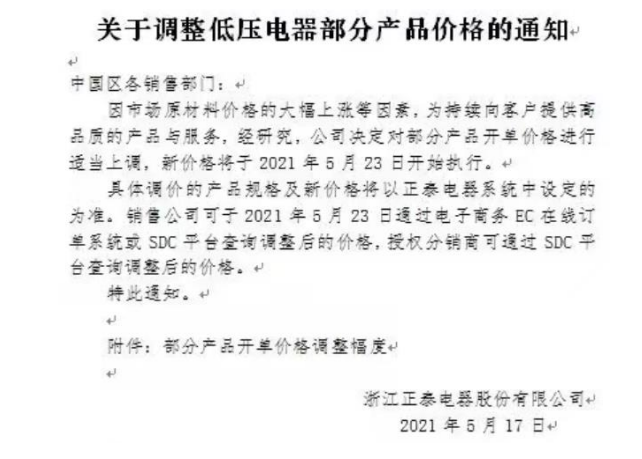 关于调整低压电器部分产品价格的通知
中国区各销售部门：
因市场原材料价格的大幅上涨等因素，为持续向客户提供高
品质的产品与服务，经研究，公司决定对部分产品开单价格进行
适当上调，新价格将于 2021 年 5 月 23 日开始执行。
具体调价的产品规格及新价格将以正泰电器系统中设定的
为准。销售公司可于 2021 年 5 月 23 日通过电子商务 EC 在线订
单系统或 SDC 平台查询调整后的价格，授权分销商可通过 SDC 平
台查询调整后的价格。
特此通知。
附件：部分产品开单价格调整幅度
浙江正泰电器股份有限公司
2021 年 5 月 17 日